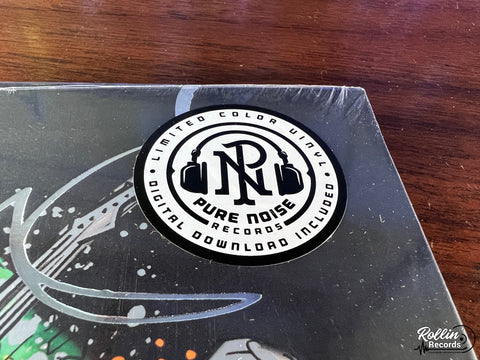 LIMITED COLOR VINYL
PN
PURE NOISE
RECORDS
DIGITAL DOWNLOAD INCLUDED
Rollin
Records